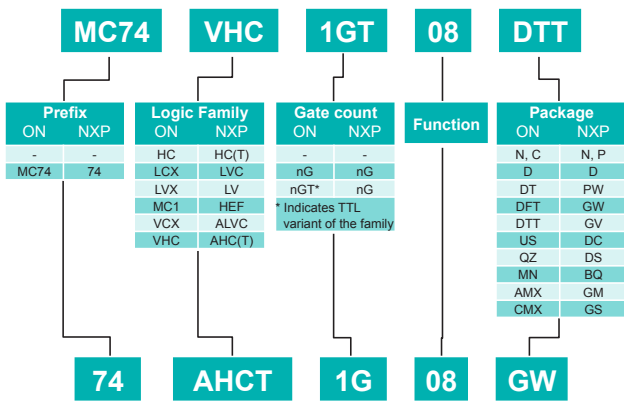 MC74 VHC 1GT 08 DTT
Prefix
ON NXP
- -
MC74 74
Logic Family
ON NXP
HC HC(T)
LCX LVC
LVX LV
MC1 HEF
VCX ALVC
VHC AHC(T)
Gate count
ON NXP
- -
nG nG
nGT* nG
* Indicates TTL
variant of the family
Function
Package
ON NXP
N, C N, P
D D
DT PW
DFT GW
DTT GV
US DC
QZ DS
MN BQ
AMX GM
CMX GS
74 AHCT 1G 08 GW